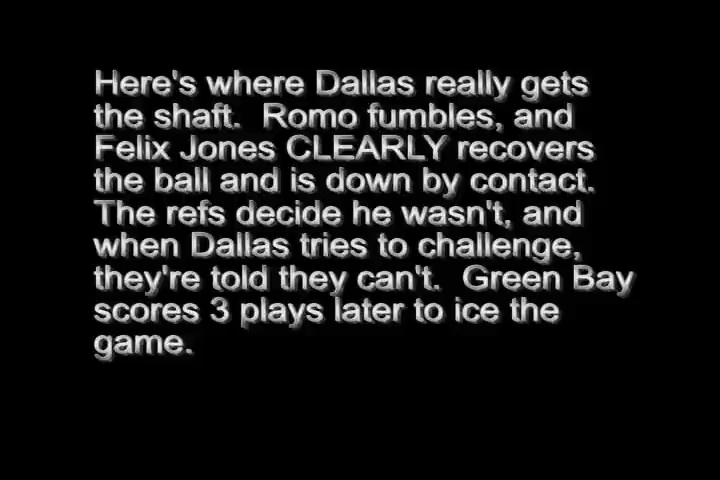 Here's where Dallas really gets
the shaft.  Romo fumbles, and
Felix Jones CLEARLY recovers
the ball and is down by contact.
The refs decide he wasn't, and
when Dallas tries to challenge,
they're told they can't.  Green Bay
scores 3 plays later to ice the
game.